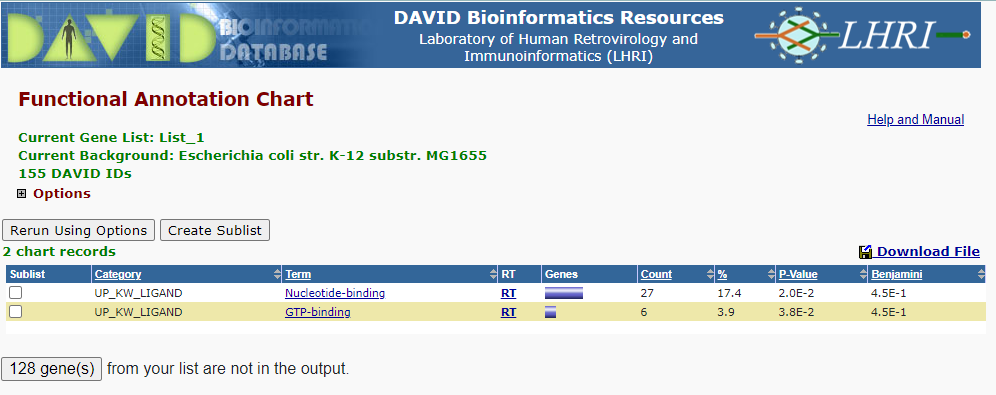 DAVID BIOINFORMATICS
DATABASE
DAVID Bioinformatics Resources
Laboratory of Human Retrovirology and
Immunoinformatics (LHRI)
LHRI
Functional Annotation Chart
Help and Manual
Current Gene List: List_1
Current Background: Escherichia coli str. K-12 substr. MG1655
155 DAVID IDs
Options
Rerun Using Options Create Sublist
2 chart records Download File
Sublist Category Term RT Genes Count % P-Value Benjamini
UP_KW_LIGAND Nucleotide-binding RT 27 17.4 2.0E-2 4.5E-1
UP_KW_LIGAND GTP-binding RT 6 3.9 3.8E-2 4.5E-1
128 gene(s) from your list are not in the output.